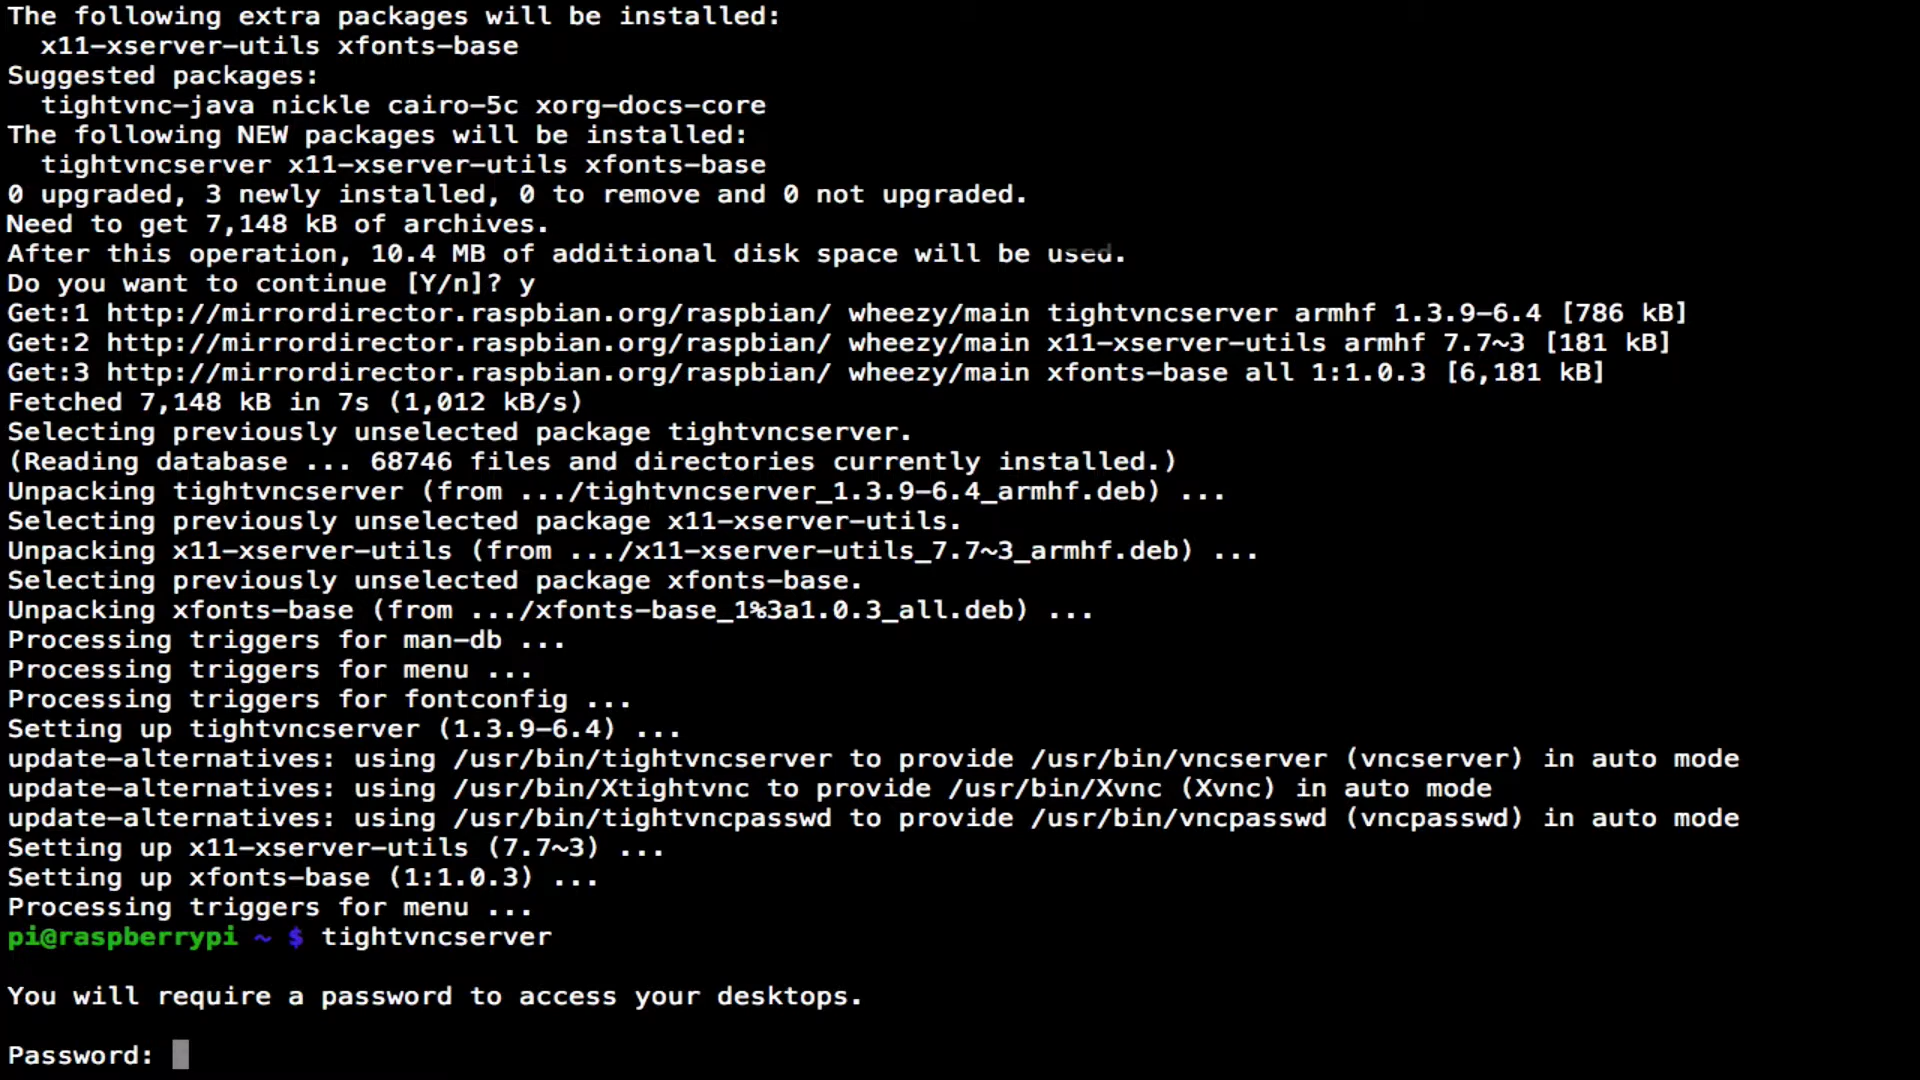 The following extra packages will be installed:
  x11-xserver-utils xfonts-base
Suggested packages:
  tightvnc-java nickle cairo-5c xorg-docs-core
The following NEW packages will be installed:
  tightvncserver x11-xserver-utils xfonts-base
0 upgraded, 3 newly installed, 0 to remove and 0 not upgraded.
Need to get 7,148 kB of archives.
After this operation, 10.4 MB of additional disk space will be used.
Do you want to continue [Y/n]? y
Get:1 http://mirrordirector.raspbian.org/raspbian/ wheezy/main tightvncserver armhf 1.3.9-6.4 [786 kB]
Get:2 http://mirrordirector.raspbian.org/raspbian/ wheezy/main x11-xserver-utils armhf 7.7~3 [181 kB]
Get:3 http://mirrordirector.raspbian.org/raspbian/ wheezy/main xfonts-base all 1:1.0.3 [6,181 kB]
Fetched 7,148 kB in 7s (1,012 kB/s)
Selecting previously unselected package tightvncserver.
(Reading database ... 68746 files and directories currently installed.)
Unpacking tightvncserver (from .../tightvncserver_1.3.9-6.4_armhf.deb) ...
Selecting previously unselected package x11-xserver-utils.
Unpacking x11-xserver-utils (from .../x11-xserver-utils_7.7~3_armhf.deb) ...
Selecting previously unselected package xfonts-base.
Unpacking xfonts-base (from .../xfonts-base_1%3a1.0.3_all.deb) ...
Processing triggers for man-db ...
Processing triggers for menu ...
Processing triggers for fontconfig ...
Setting up tightvncserver (1.3.9-6.4) ...
update-alternatives: using /usr/bin/tightvncserver to provide /usr/bin/vncserver (vncserver) in auto mode
update-alternatives: using /usr/bin/Xtightvnc to provide /usr/bin/Xvnc (Xvnc) in auto mode
update-alternatives: using /usr/bin/tightvncpasswd to provide /usr/bin/vncpasswd (vncpasswd) in auto mode
Setting up x11-xserver-utils (7.7~3) ...
Setting up xfonts-base (1:1.0.3) ...
Processing triggers for menu ...
pi@raspberrypi ~ $ tightvncserver

You will require a password to access your desktops.

Password: